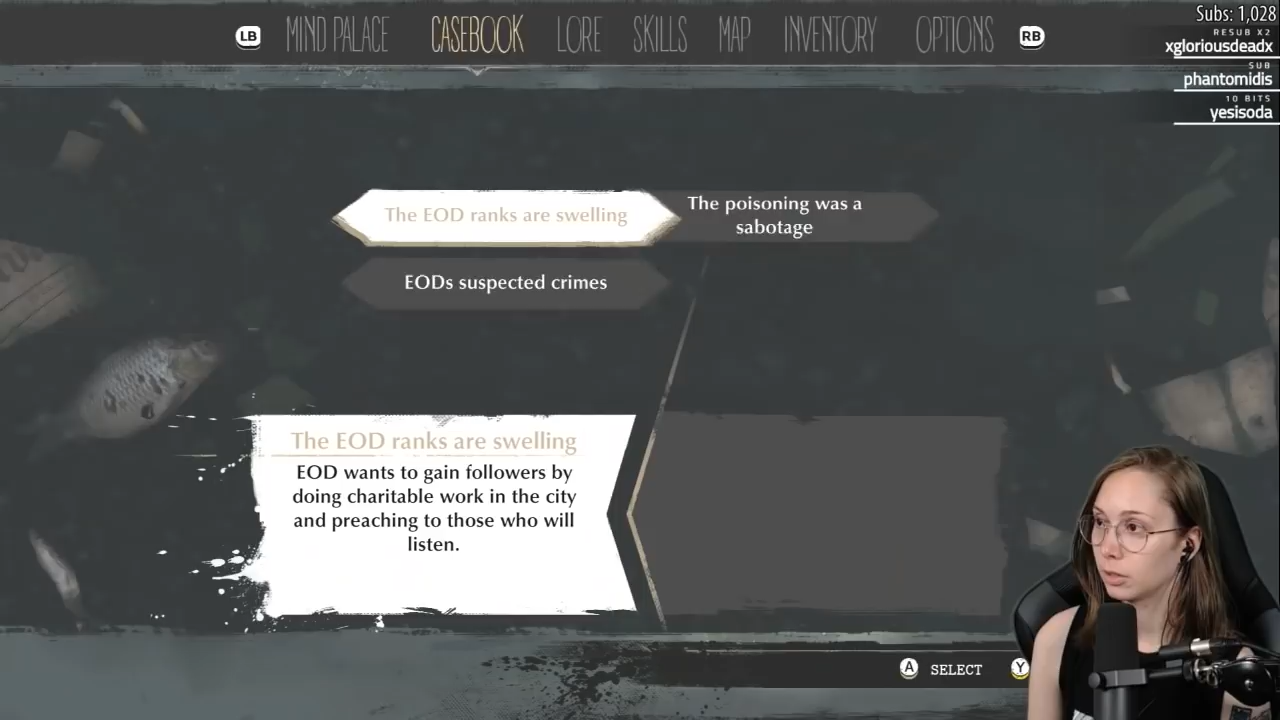 LB MIND PALACE CASEBOOK LORE SKILLS MAP INVENTORY OPTIONS RB
Subs: 1,028
RESUB X2
xgloriousdeadx
SUB
phantomidis
10 BITS
yesisoda
The EOD ranks are swelling
The poisoning was a
sabotage
EODs suspected crimes
The EOD ranks are swelling
EOD wants to gain followers by
doing charitable work in the city
and preaching to those who will
listen.
A SELECT Y